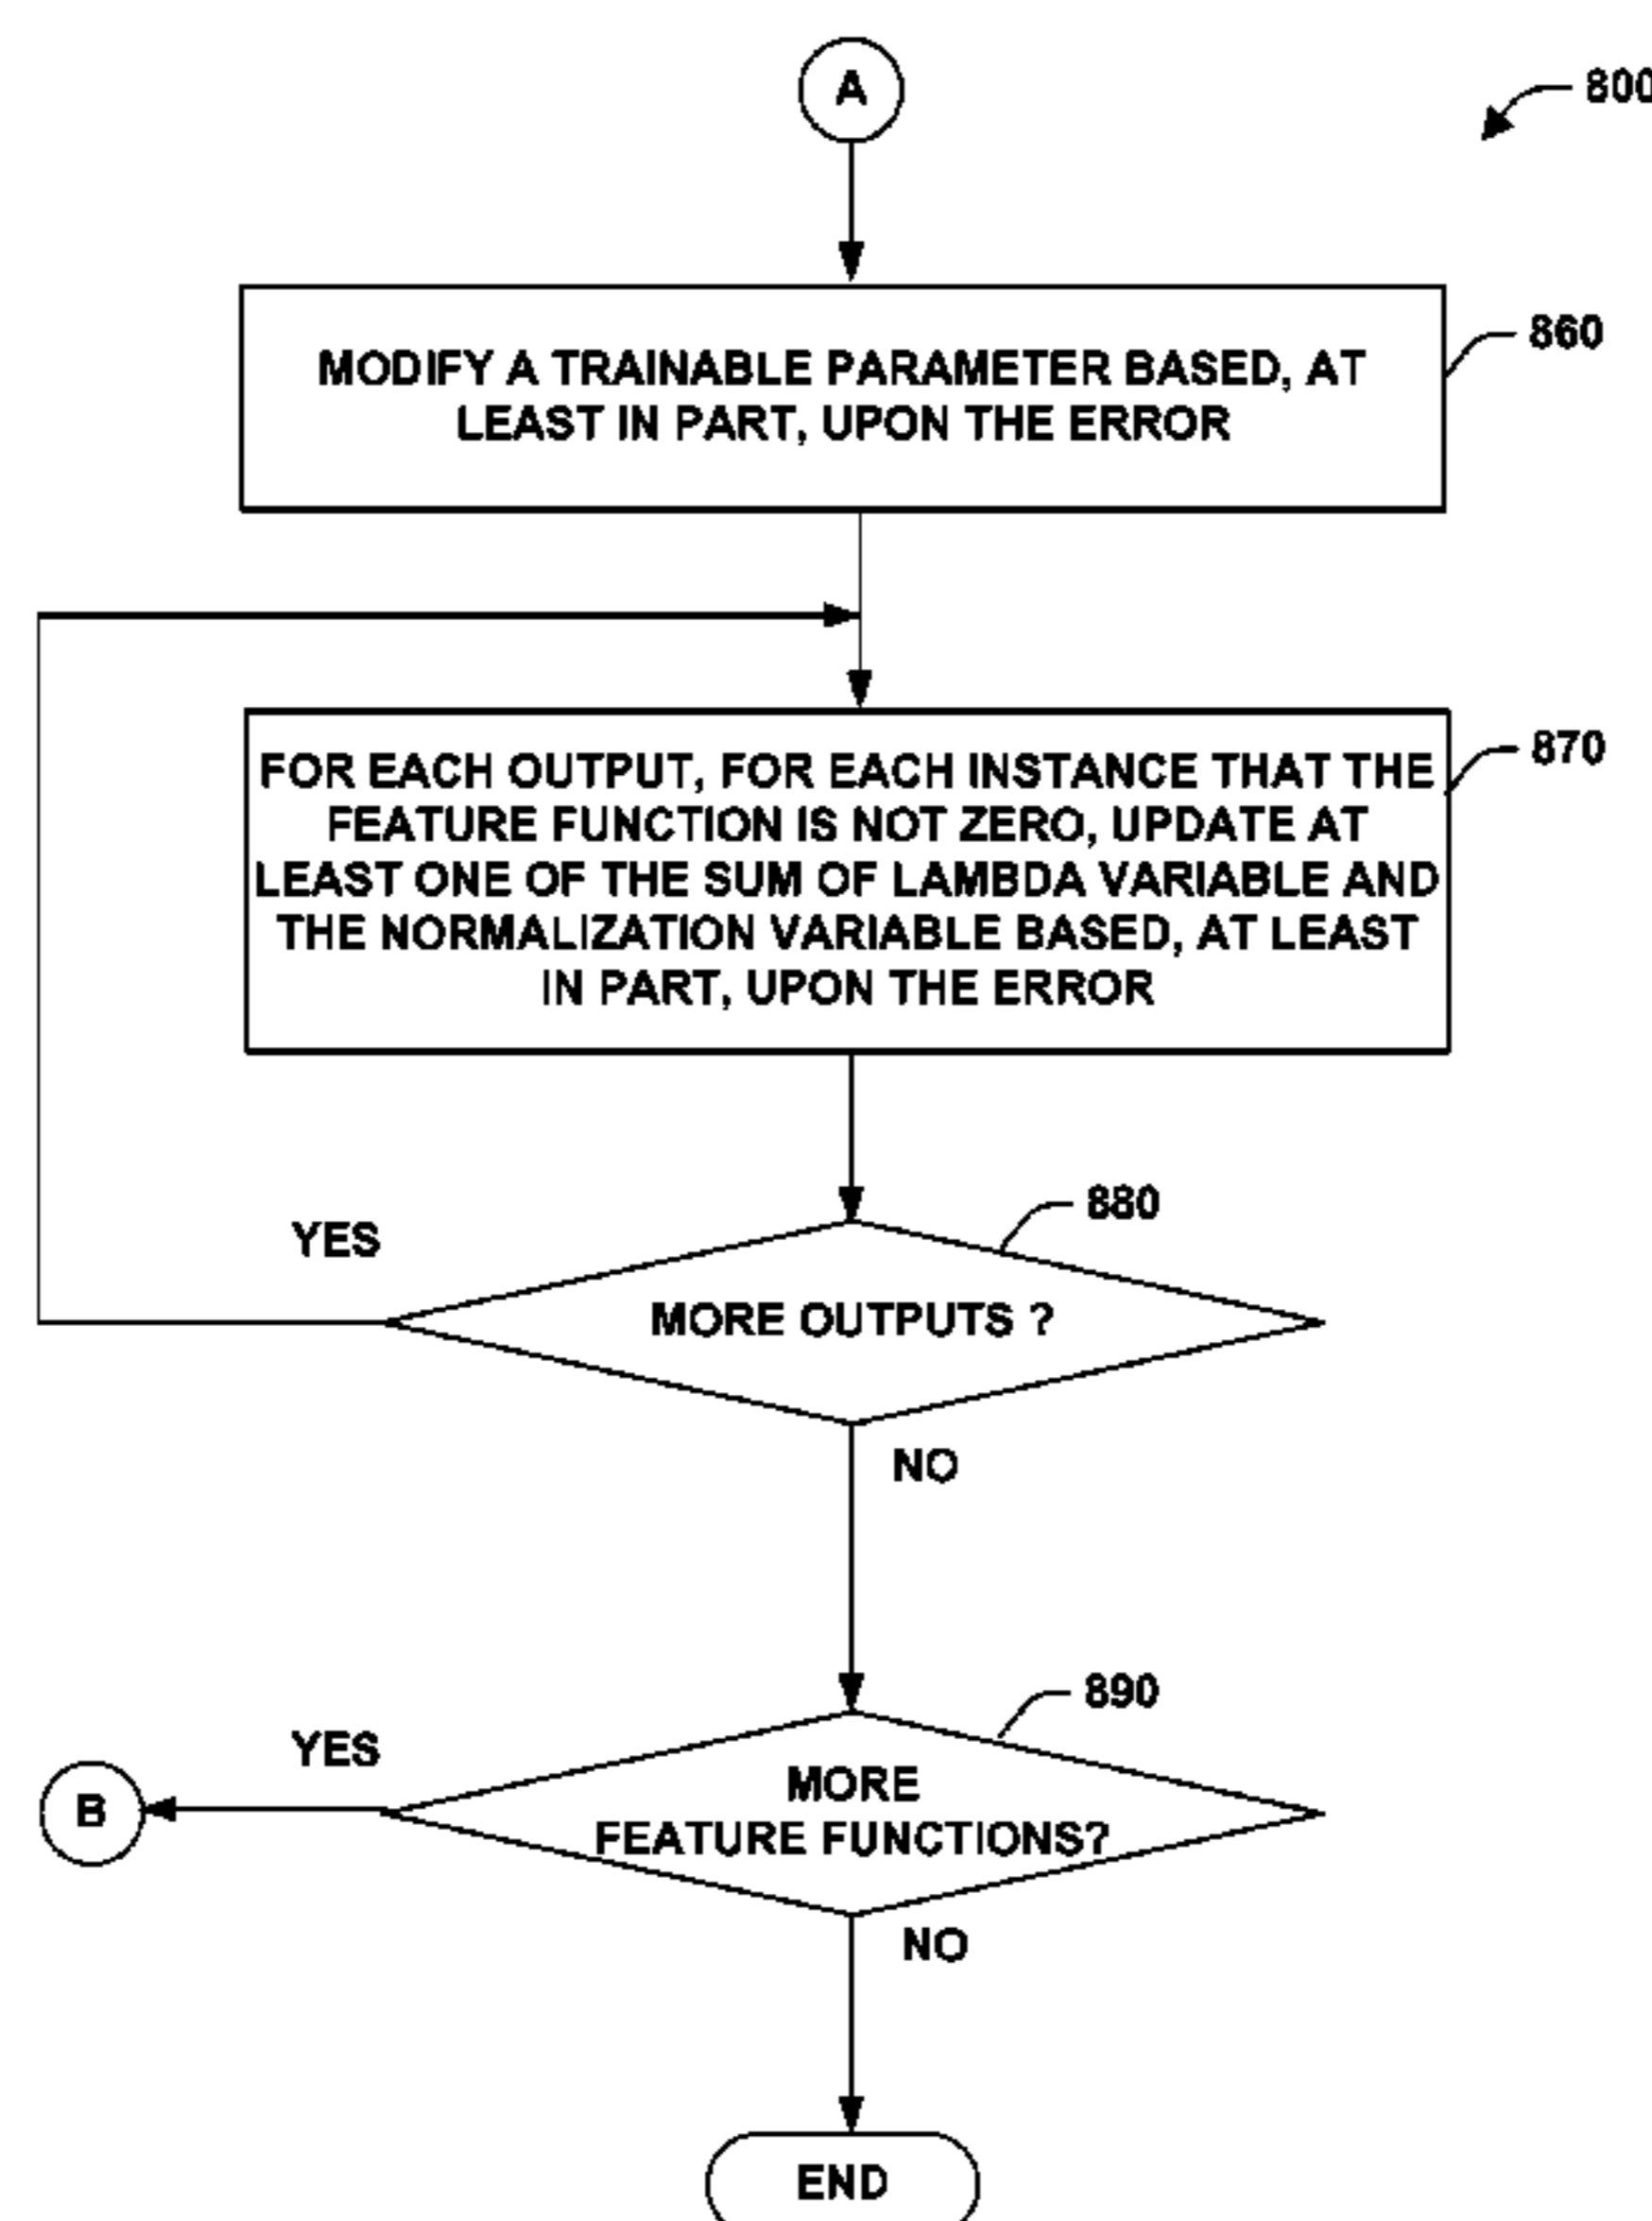 A
800
MODIFY A TRAINABLE PARAMETER BASED, AT
LEAST IN PART, UPON THE ERROR
860
FOR EACH OUTPUT, FOR EACH INSTANCE THAT THE
FEATURE FUNCTION IS NOT ZERO, UPDATE AT
LEAST ONE OF THE SUM OF LAMBDA VARIABLE AND
THE NORMALIZATION VARIABLE BASED, AT LEAST
IN PART, UPON THE ERROR
870
880
YES
MORE OUTPUTS ?
NO
890
YES
MORE
FEATURE FUNCTIONS?
B
NO
END